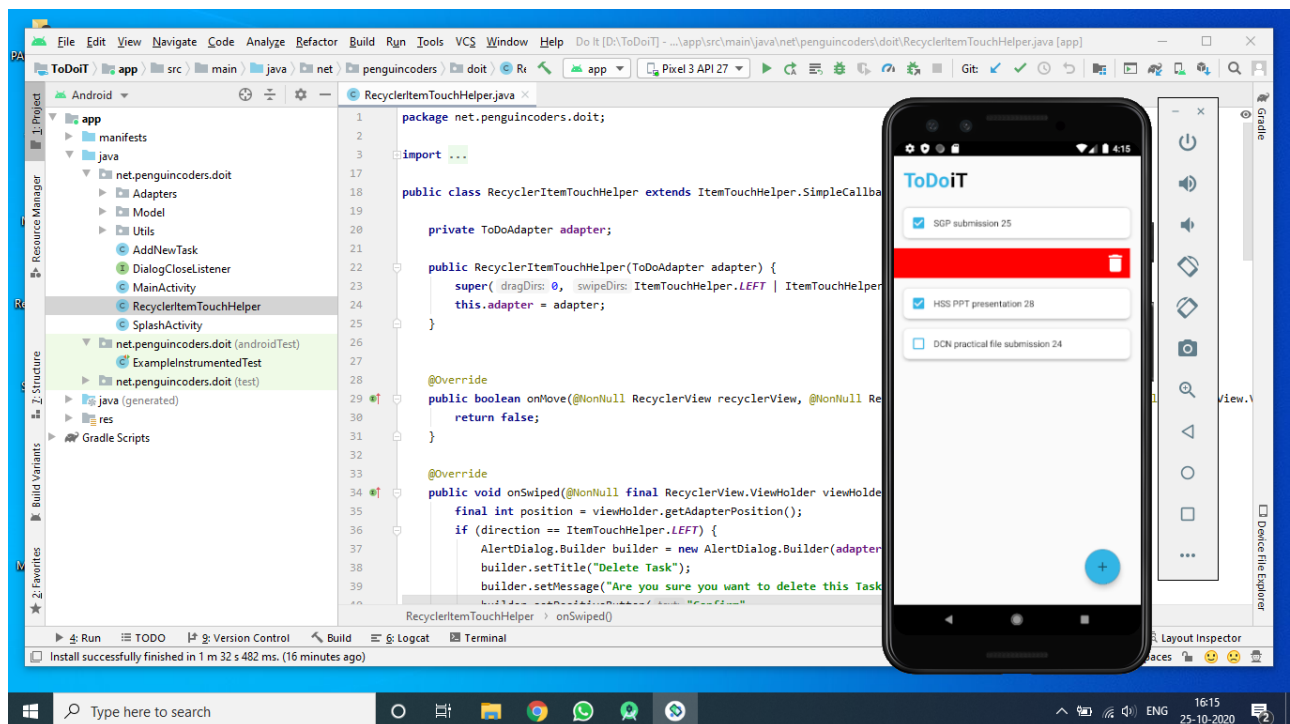 File Edit View Navigate Code Analyze Refactor Build Run Tools VCS Window Help Do It [D:\ToDoiT] - ...\app\src\main\java\net\penguincoders\doit\RecyclerItemTouchHelper.java [app]
ToDoiT app src main java net penguincoders doit Re app Pixel 3 API 27 Git:
Android
RecyclerItemTouchHelper.java
1: Project
Resource Manager
Z: Structure
Build Variants
2: Favorites
app
manifests
java
net.penguincoders.doit
Adapters
Model
Utils
AddNewTask
DialogCloseListener
MainActivity
RecyclerItemTouchHelper
SplashActivity
net.penguincoders.doit (androidTest)
ExampleInstrumentedTest
net.penguincoders.doit (test)
java (generated)
res
Gradle Scripts
1 package net.penguincoders.doit;
2
3 import ...
17
18 public class RecyclerItemTouchHelper extends ItemTouchHelper.SimpleCallba
19
20 private ToDoAdapter adapter;
21
22 public RecyclerItemTouchHelper(ToDoAdapter adapter) {
23 super( dragDirs: 0, swipeDirs: ItemTouchHelper.LEFT | ItemTouchHelper
24 this.adapter = adapter;
25 }
26
27
28 @Override
29 public boolean onMove(@NonNull RecyclerView recyclerView, @NonNull Re
30 return false;
31 }
32
33 @Override
34 public void onSwiped(@NonNull final RecyclerView.ViewHolder viewHolde
35 final int position = viewHolder.getAdapterPosition();
36 if (direction == ItemTouchHelper.LEFT) {
37 AlertDialog.Builder builder = new AlertDialog.Builder(adapter
38 builder.setTitle("Delete Task");
39 builder.setMessage("Are you sure you want to delete this Task
RecyclerItemTouchHelper onSwiped()
4:15
ToDoiT
SGP submission 25
HSS PPT presentation 28
DCN practical file submission 24
+
View.
Gradle
Device File Explorer
4: Run TODO 9: Version Control Build 6: Logcat Terminal Layout Inspector
Install successfully finished in 1 m 32 s 482 ms. (16 minutes ago)
Type here to search
ENG
16:15
25-10-2020
2